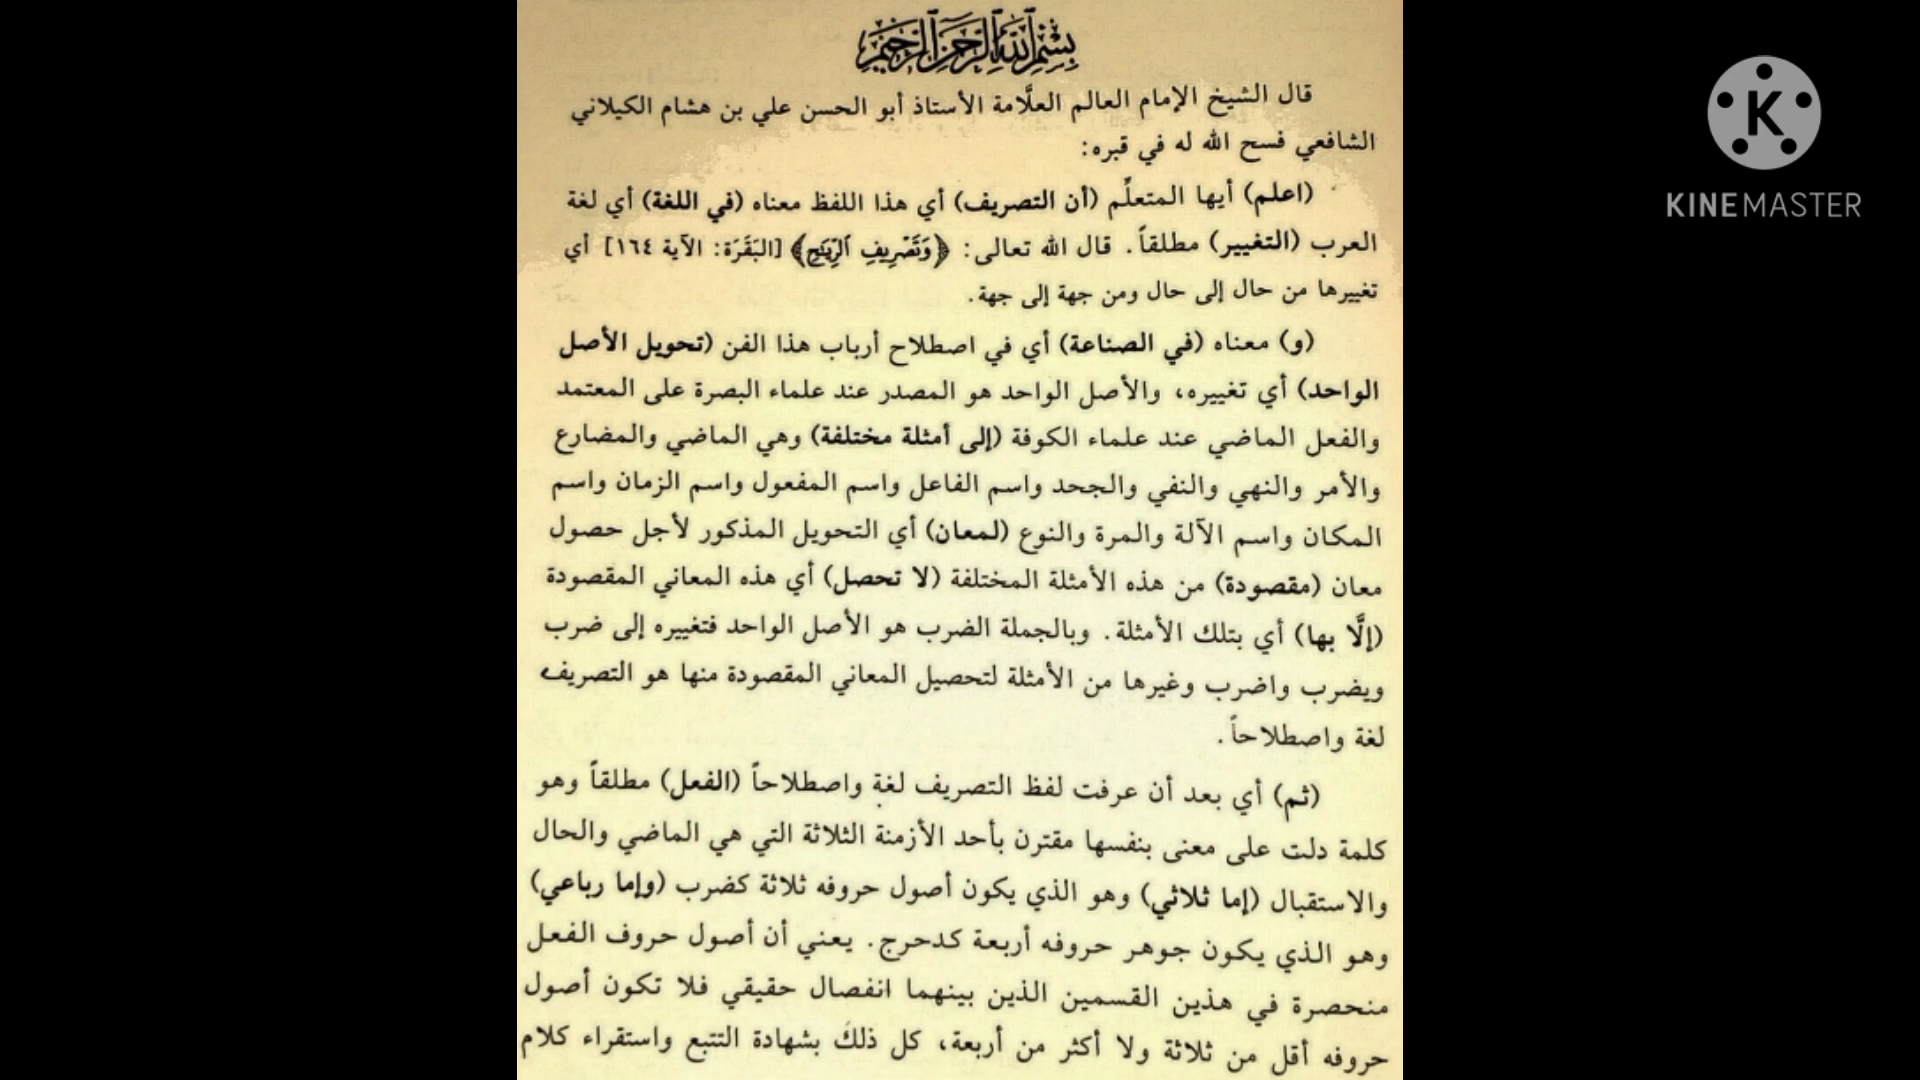 بسم الله الرحمن الرحيم
قال الشيخ الإمام العالم العلَّامة الأستاذ أبو الحسن علي بن هشام الكيلاني
الشافعي فسح الله له في قبره:
(اعلم) أيها المتعلِّم (أن التصريف) أي هذا اللفظ معناه (في اللغة) أي لغة
العرب (التغيير) مطلقاً. قال الله تعالى: ﴿وَتَصْرِيفِ ٱلرِّيَٰحِ﴾ [البَقَرَة: الآية ١٦٤] أي
تغييرها من حال إلى حال ومن جهة إلى جهة.
(و) معناه (في الصناعة) أي في اصطلاح أرباب هذا الفن (تحويل الأصل
الواحد) أي تغييره، والأصل الواحد هو المصدر عند علماء البصرة على المعتمد
والفعل الماضي عند علماء الكوفة (إلى أمثلة مختلفة) وهي الماضي والمضارع
والأمر والنهي والنفي والجحد واسم الفاعل واسم المفعول واسم الزمان واسم
المكان واسم الآلة والمرة والنوع (لمعان) أي التحويل المذكور لأجل حصول
معان (مقصودة) من هذه الأمثلة المختلفة (لا تحصل) أي هذه المعاني المقصودة
(إلَّا بها) أي بتلك الأمثلة. وبالجملة الضرب هو الأصل الواحد فتغييره إلى ضرب
ويضرب واضرب وغيرها من الأمثلة لتحصيل المعاني المقصودة منها هو التصريف
لغة واصطلاحاً.
(ثم) أي بعد أن عرفت لفظ التصريف لغة واصطلاحاً (الفعل) مطلقاً وهو
كلمة دلت على معنى بنفسها مقترن بأحد الأزمنة الثلاثة التي هي الماضي والحال
والاستقبال (إما ثلاثي) وهو الذي يكون أصول حروفه ثلاثة كضرب (وإما رباعي)
وهو الذي يكون جوهر حروفه أربعة كدحرج. يعني أن أصول حروف الفعل
منحصرة في هذين القسمين الذين بينهما انفصال حقيقي فلا تكون أصول
حروفه أقل من ثلاثة ولا أكثر من أربعة، كل ذلك بشهادة التتبع واستقراء كلام
K
KINEMASTER